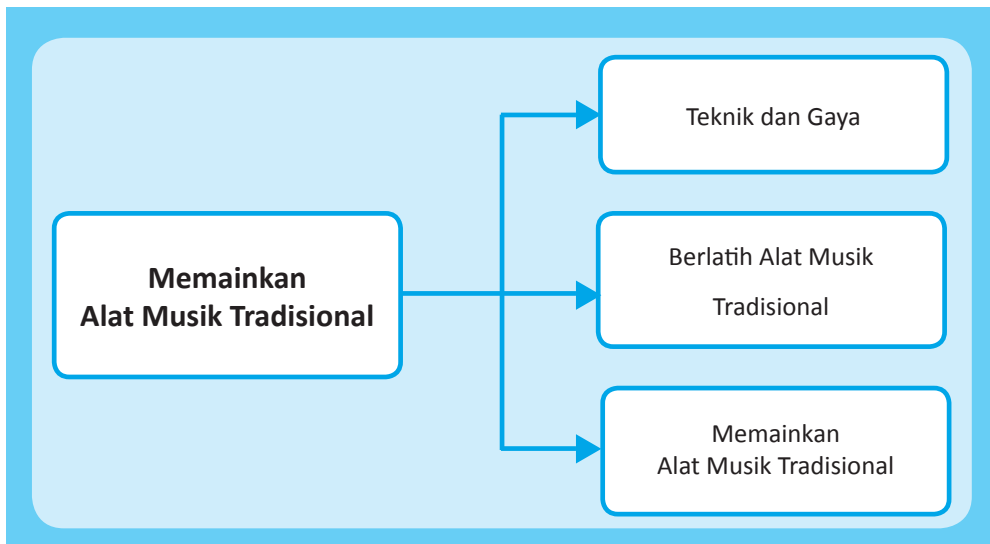 Memainkan
Alat Musik Tradisional
Teknik dan Gaya
Berlatih Alat Musik
Tradisional
Memainkan
Alat Musik Tradisional